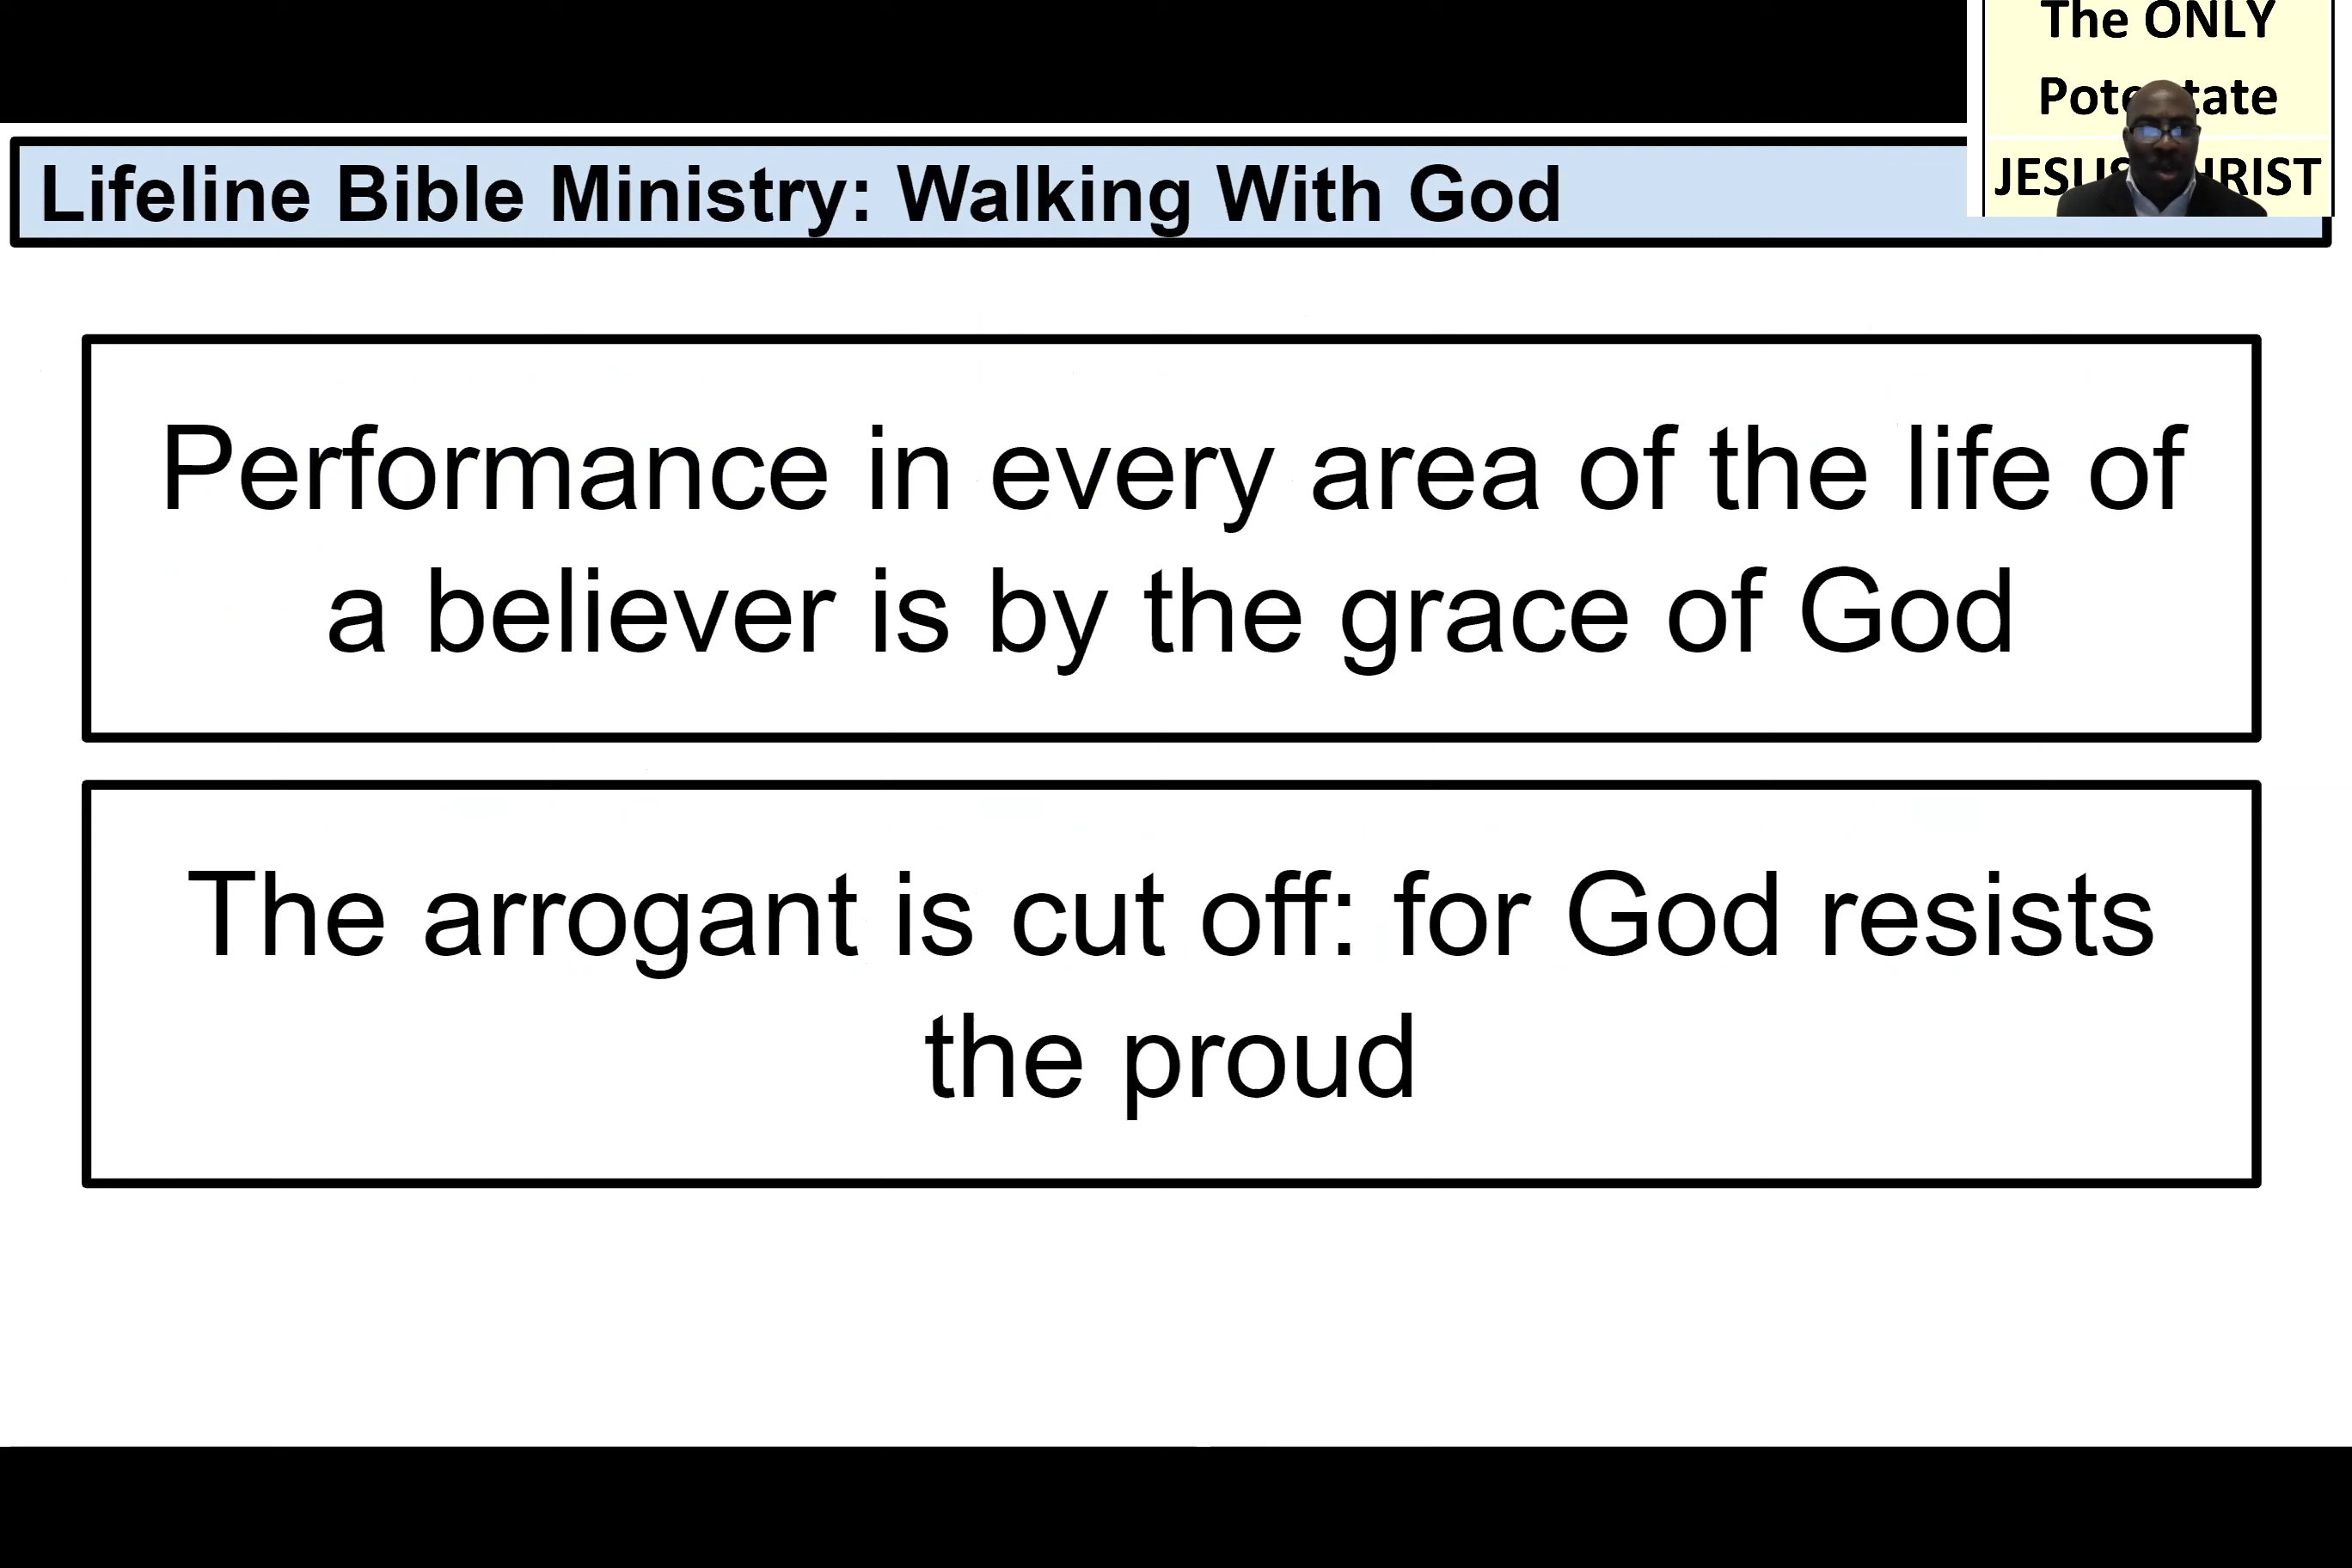 The ONLY
JESUS
Lifeline Bible Ministry: Walking With God
Performance in every area of the life of
a believer is by the grace of God
The arrogant is cut off: for God resists
the proud